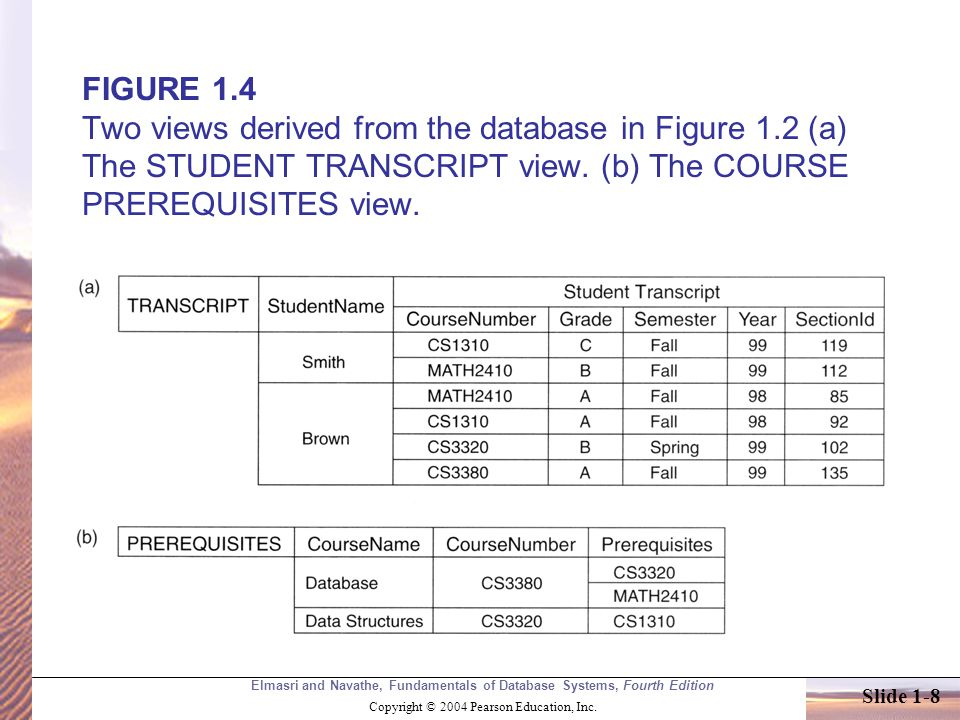 FIGURE 1.4
Two views derived from the database in Figure 1.2 (a)
The STUDENT TRANSCRIPT view. (b) The COURSE
PREREQUISITES view.
(a)
TRANSCRIPT StudentName Student Transcript
CourseNumber Grade Semester Year SectionId
Smith CS1310 C Fall 99 119
MATH2410 B Fall 99 112
Brown MATH2410 A Fall 98 85
CS1310 A Fall 98 92
CS3320 B Spring 99 102
CS3380 A Fall 99 135
(b)
PREREQUISITES CourseName CourseNumber Prerequisites
Database CS3380 CS3320
MATH2410
Data Structures CS3320 CS1310
Elmasri and Navathe, Fundamentals of Database Systems, Fourth Edition
Copyright © 2004 Pearson Education, Inc.
Slide 1-8